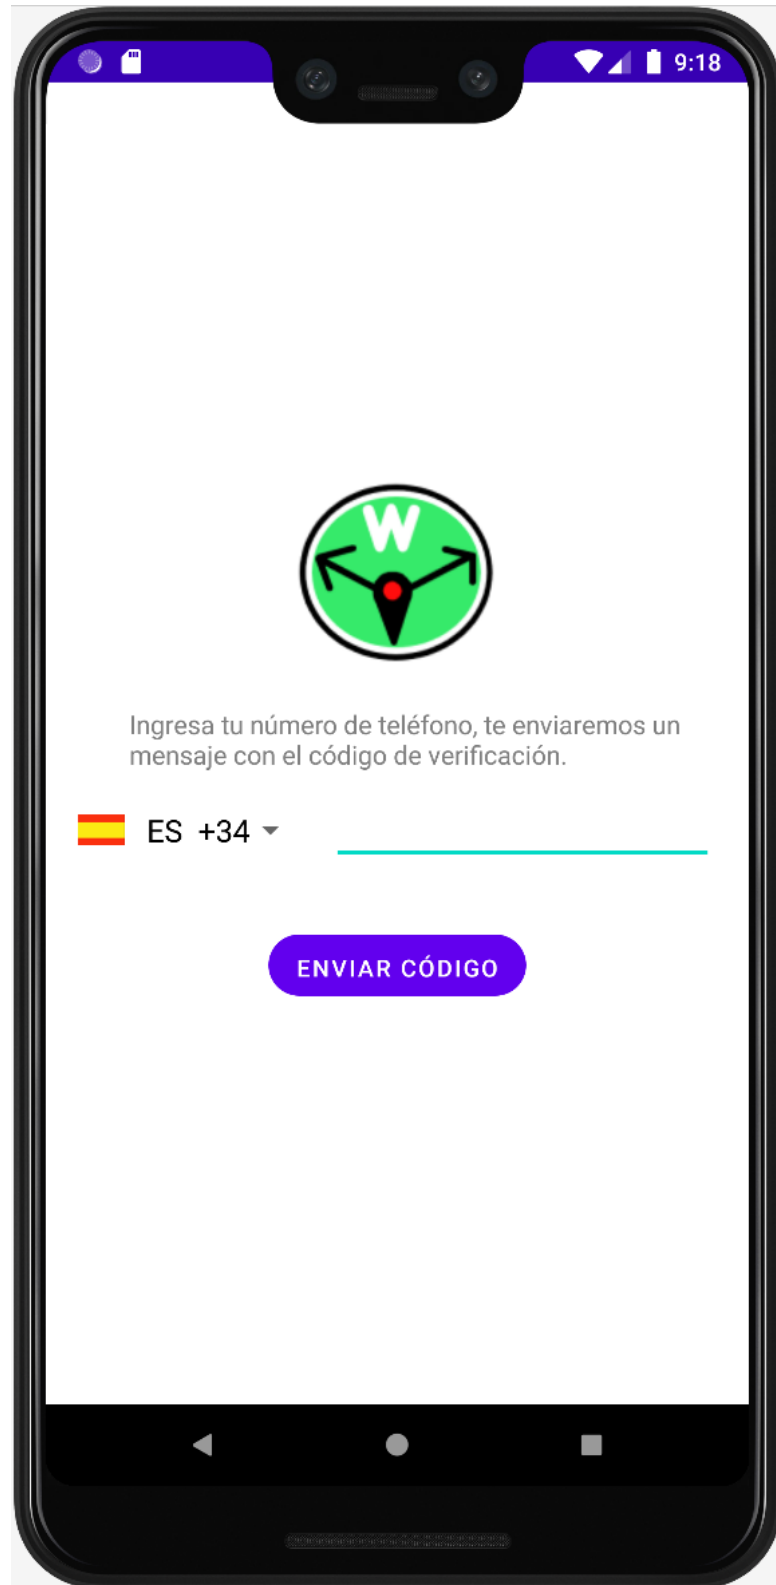 9:18
W
Ingresa tu número de teléfono, te enviaremos un
mensaje con el código de verificación.
ES +34
ENVIAR CÓDIGO